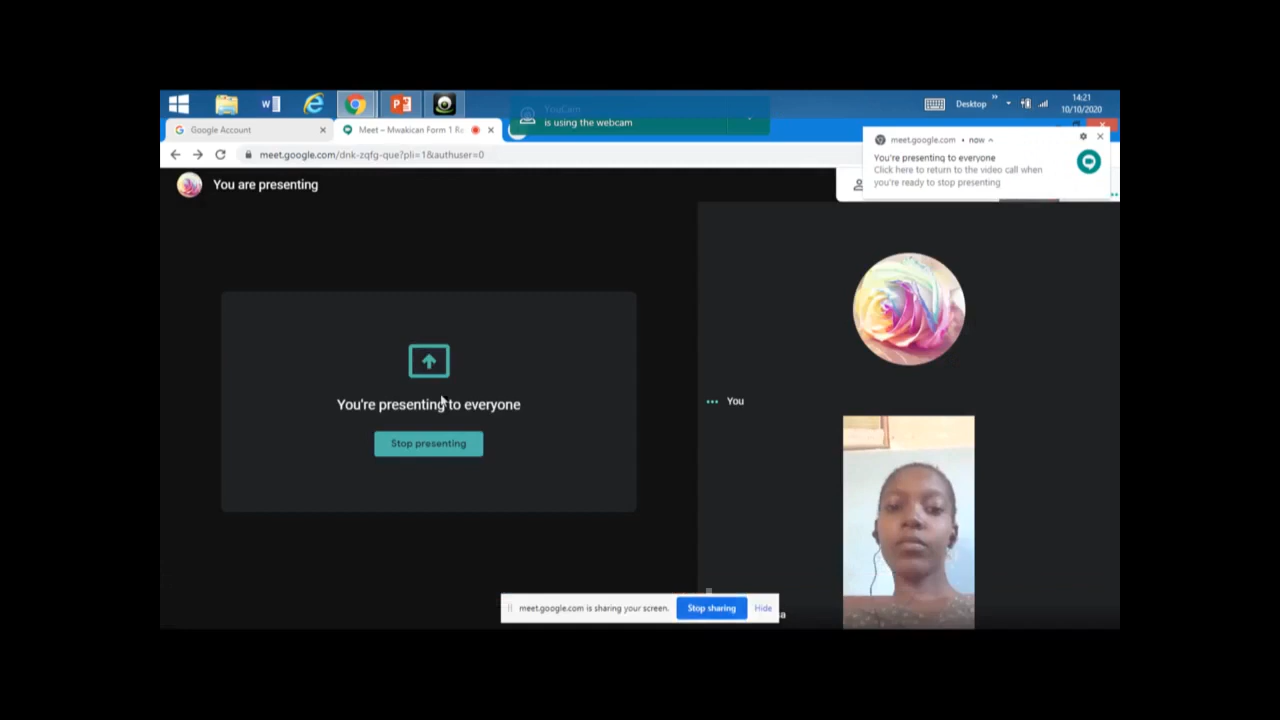 YouCam
is using the webcam
Desktop
14:21
10/10/2020
Google Account
Meet – Mwakican Form 1 Re
meet.google.com/dnk-zqfg-que?pli=1&authuser=0
meet.google.com • now
You're presenting to everyone
Click here to return to the video call when
you're ready to stop presenting
You are presenting
You're presenting to everyone
Stop presenting
You
meet.google.com is sharing your screen.
Stop sharing
Hide